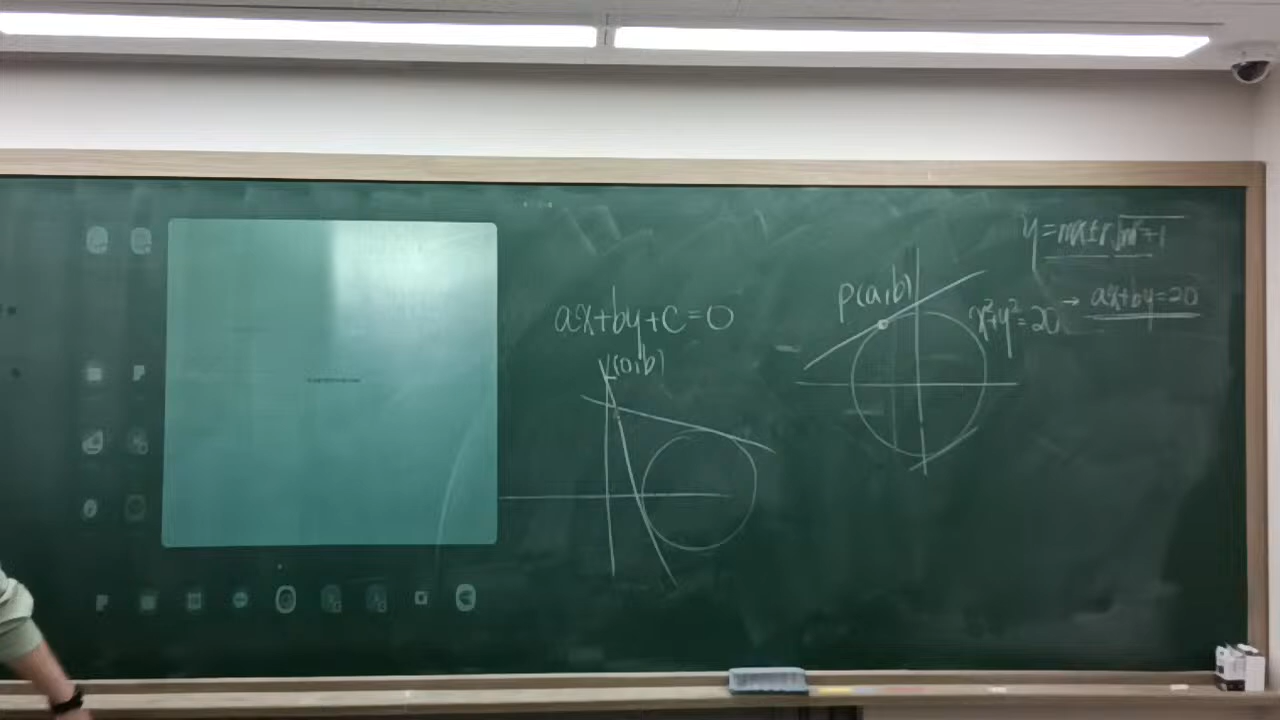 ax+by+c=0
(0,b)
P(a,b)
x²+y²=20 → ax+by=20
y=mx±r√m²+1